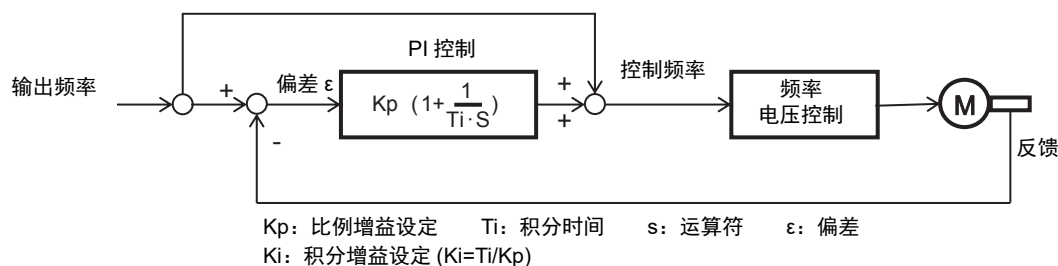 PI 控制
输出频率
+
偏差 ε
Kp (1+ 1/Ti·S)
+
+
控制频率
频率
电压控制
M
-
反馈
Kp：比例增益设定 Ti：积分时间 s：运算符 ε：偏差
Ki：积分增益设定 (Ki=Ti/Kp)